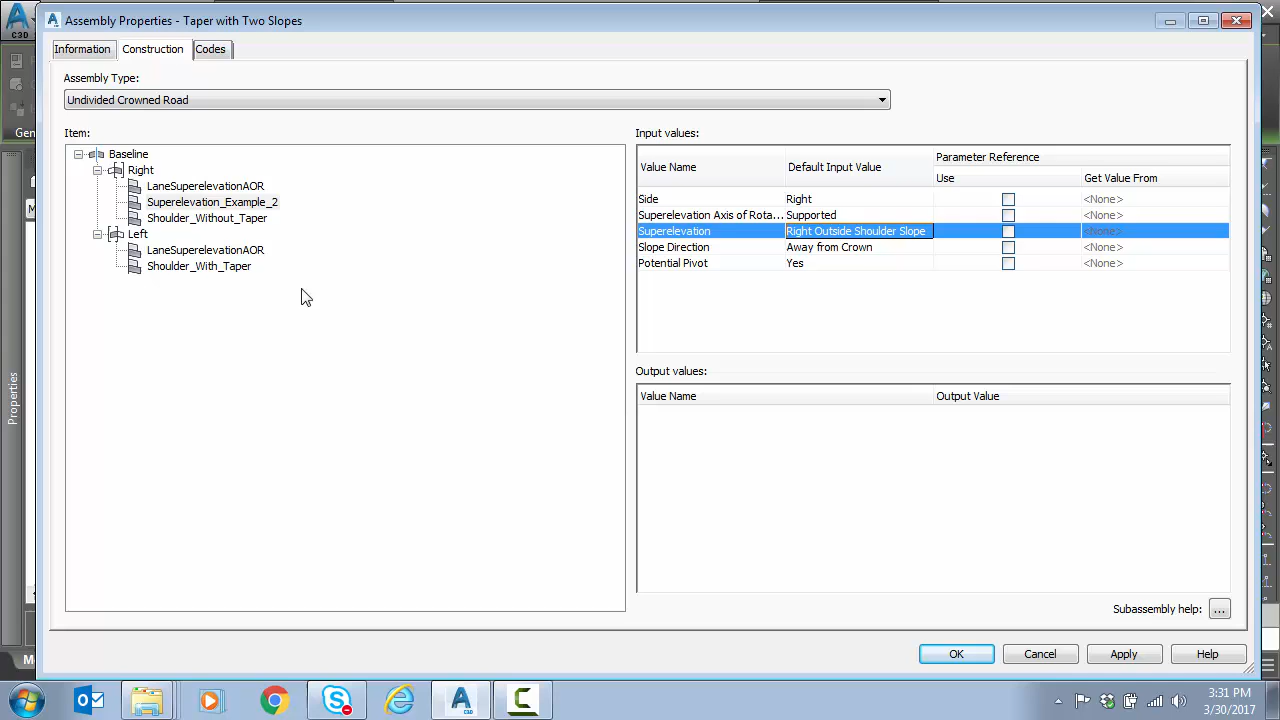 Assembly Properties - Taper with Two Slopes
C3D
Information Construction Codes
Assembly Type:
Undivided Crowned Road
Gen
Item:
Input values:
Baseline
Right
LaneSuperelevationAOR
Superelevation_Example_2
Shoulder_Without_Taper
Left
LaneSuperelevationAOR
Shoulder_With_Taper
Value Name Default Input Value Parameter Reference
Use Get Value From
Side Right <None>
Superelevation Axis of Rota... Supported <None>
Superelevation Right Outside Shoulder Slope <None>
Slope Direction Away from Crown <None>
Potential Pivot Yes <None>
Output values:
Value Name Output Value
Properties
Subassembly help: ...
OK Cancel Apply Help
3:31 PM
3/30/2017